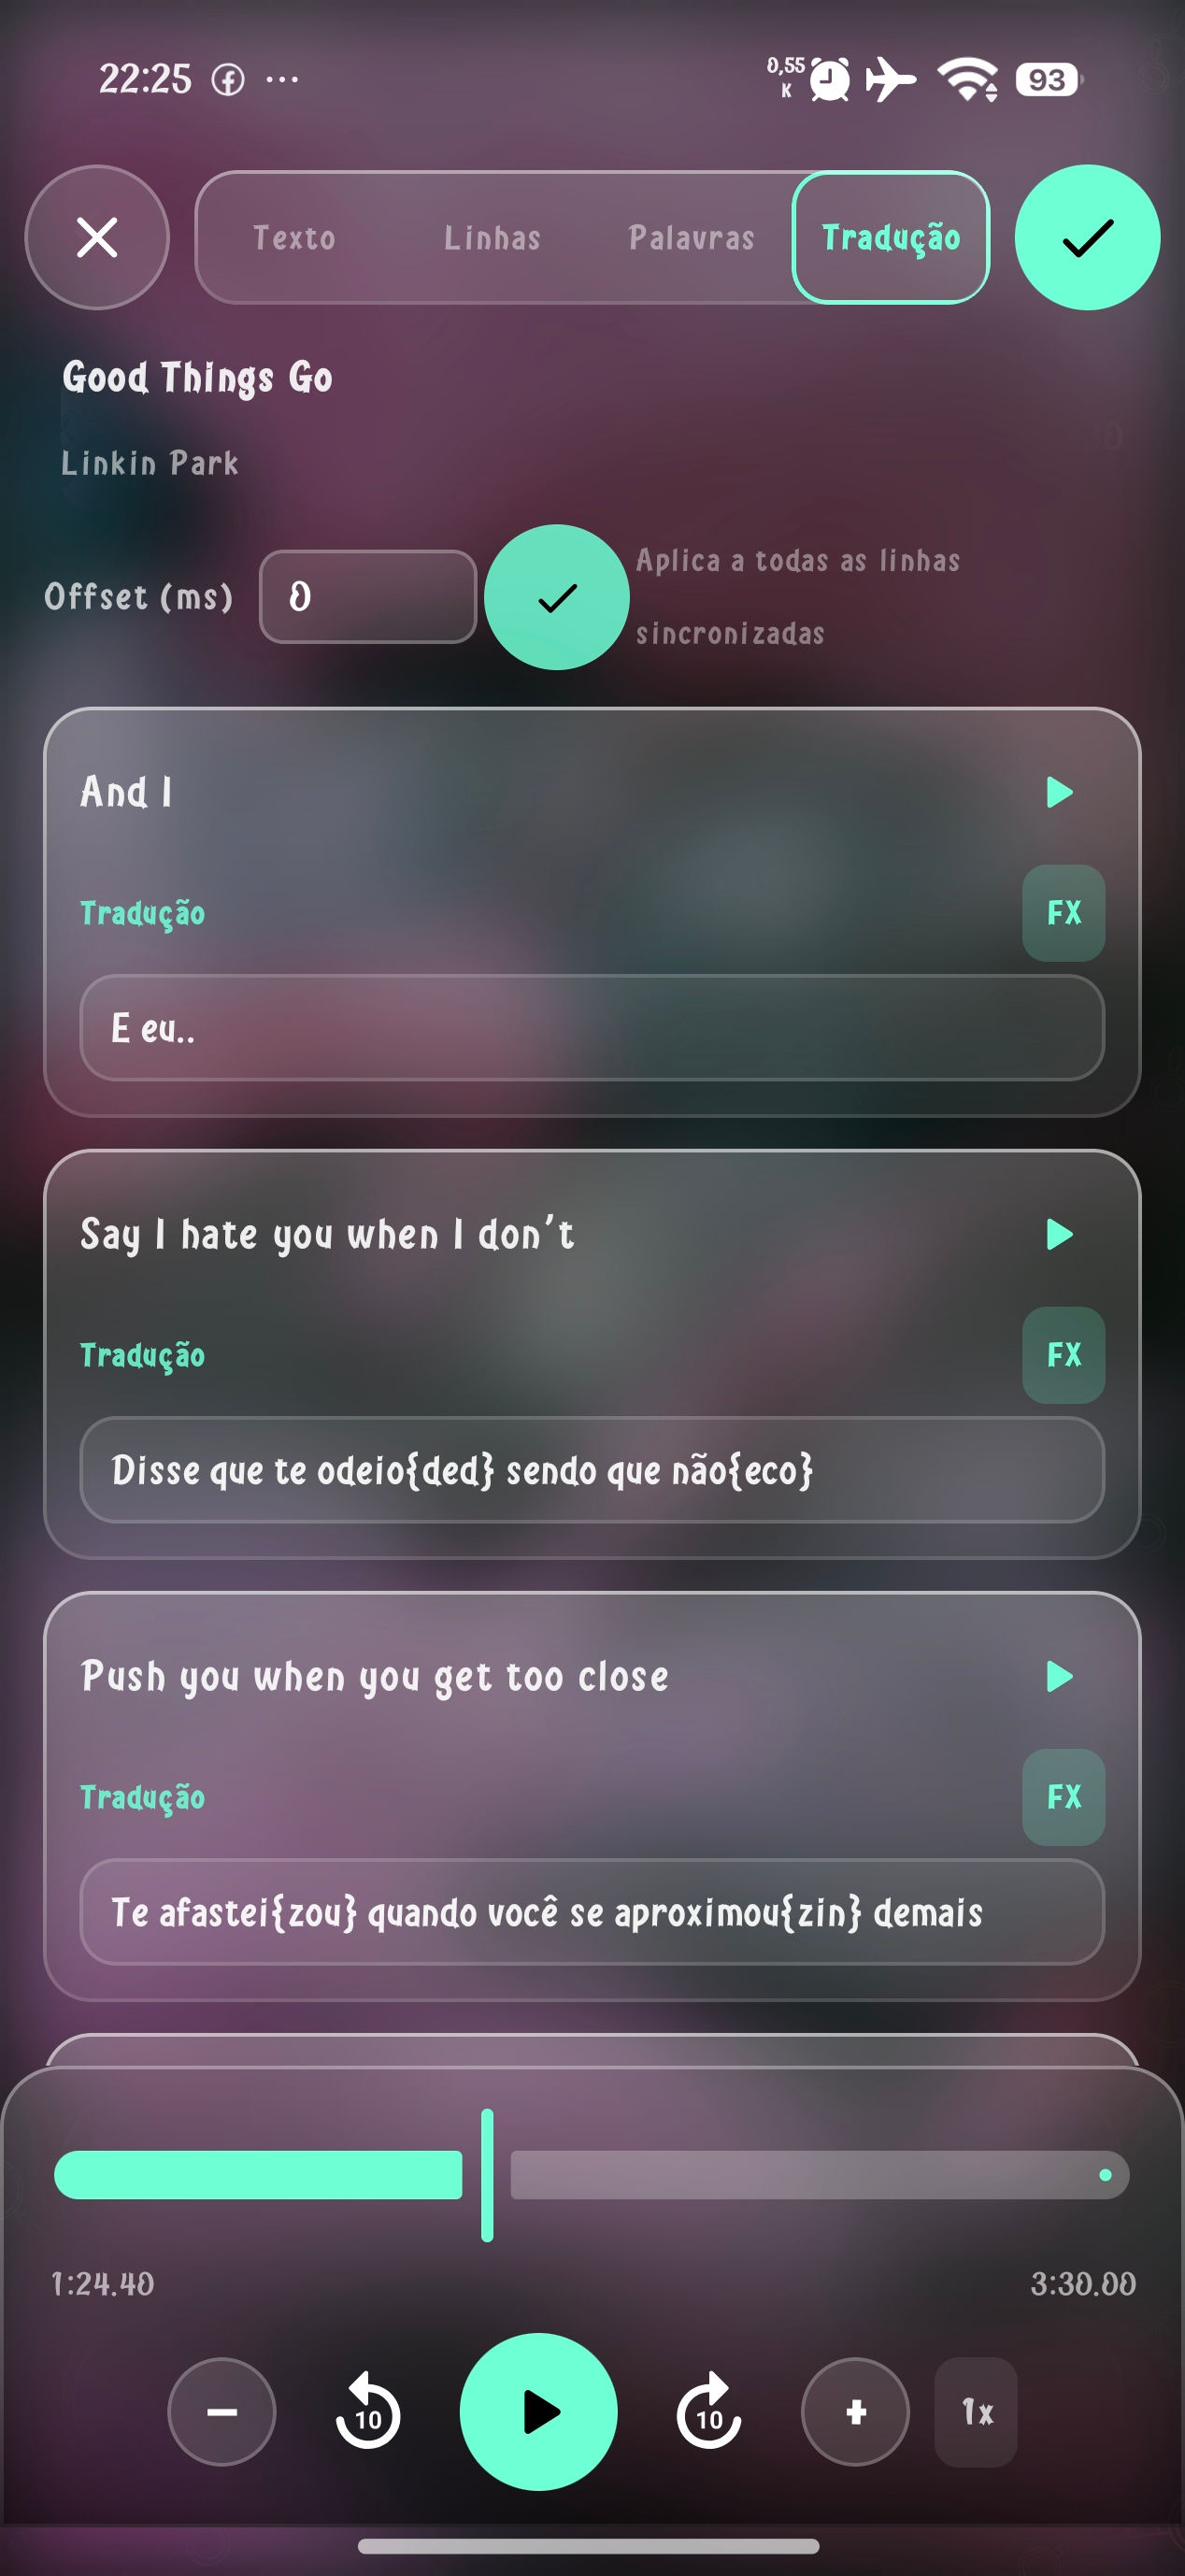 22:25 ...
0,55
K
93
Texto Linhas Palavras Tradução
Good Things Go
Linkin Park
Offset (ms) 0
Aplica a todas as linhas
sincronizadas
And I
Tradução FX
E eu..
Say I hate you when I don't
Tradução FX
Disse que te odeio{ded} sendo que não{eco}
Push you when you get too close
Tradução FX
Te afastei{zou} quando você se aproximou{zin} demais
1:24.40 3:30.00
− 10 10 + 1x